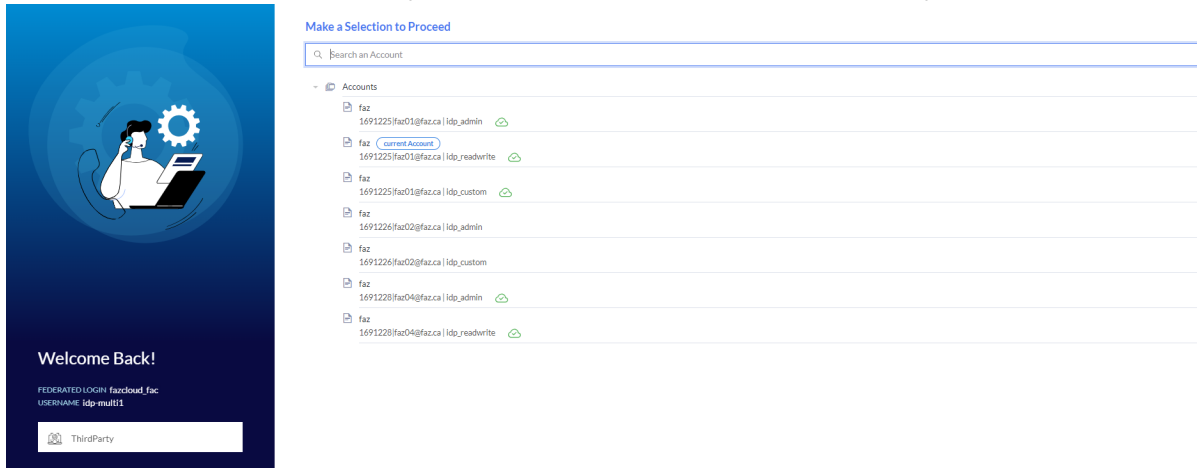 Make a Selection to Proceed
Search an Account
Accounts
faz
1691225|faz01@faz.ca | idp_admin
faz current Account
1691225|faz01@faz.ca | idp_readwrite
faz
1691225|faz01@faz.ca | idp_custom
faz
1691226|faz02@faz.ca | idp_admin
faz
1691226|faz02@faz.ca | idp_custom
faz
1691228|faz04@faz.ca | idp_admin
faz
1691228|faz04@faz.ca | idp_readwrite
Welcome Back!
FEDERATED LOGIN fazcloud_fac
USERNAME idp-multi1
ThirdParty